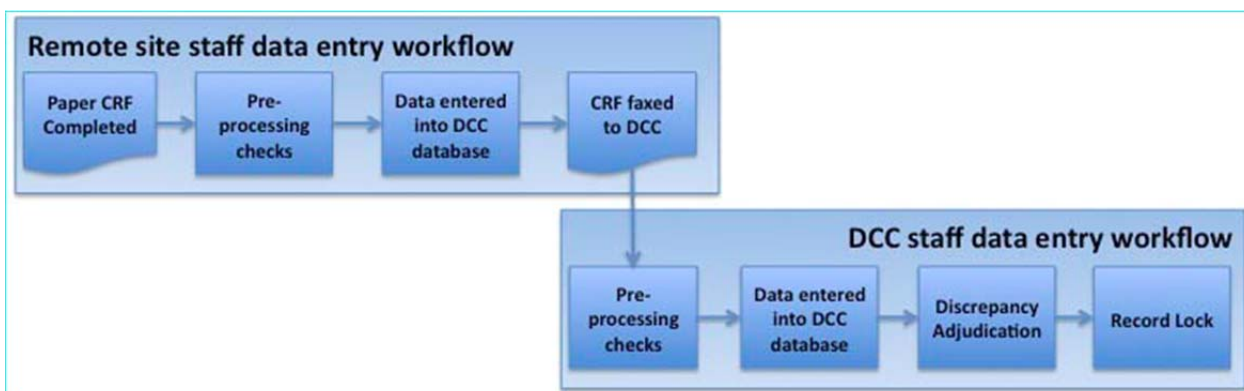 Remote site staff data entry workflow
Paper CRF
Completed
Pre-
processing
checks
Data entered
into DCC
database
CRF faxed
to DCC
DCC staff data entry workflow
Pre-
processing
checks
Data entered
into DCC
database
Discrepancy
Adjudication
Record Lock